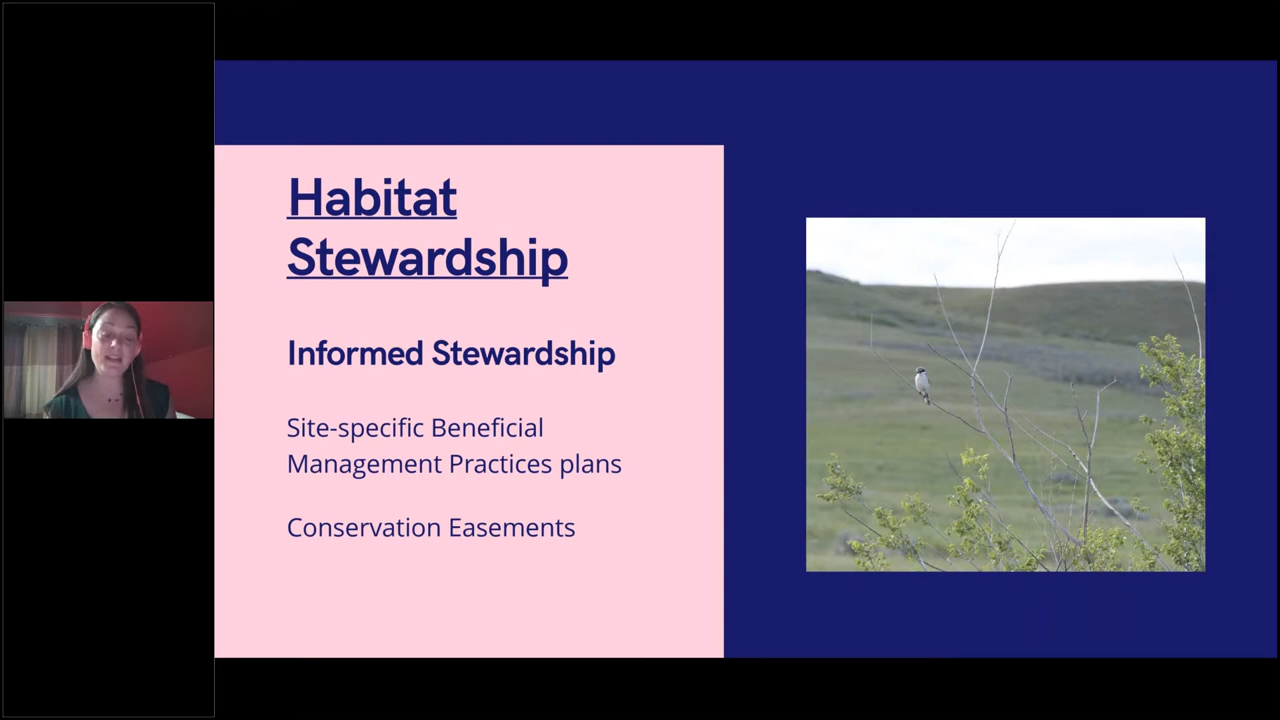 Habitat
Stewardship
Informed Stewardship
Site-specific Beneficial
Management Practices plans
Conservation Easements